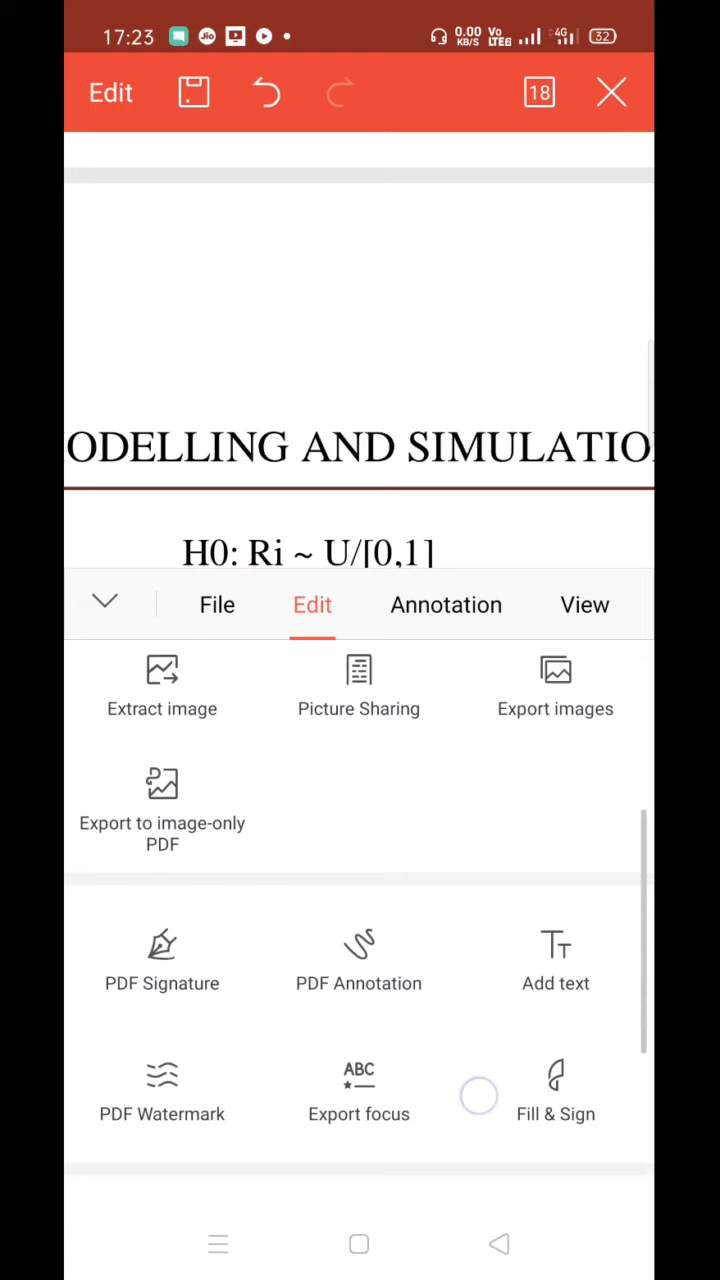 17:23 Jio 0.00 KB/S Vo LTE2 4G 32
Edit 18
ODELLING AND SIMULATIO
H0: Ri ~ U/[0,1]
File Edit Annotation View
Extract image Picture Sharing Export images
Export to image-only
PDF
PDF Signature PDF Annotation Add text
ABC
PDF Watermark Export focus Fill & Sign